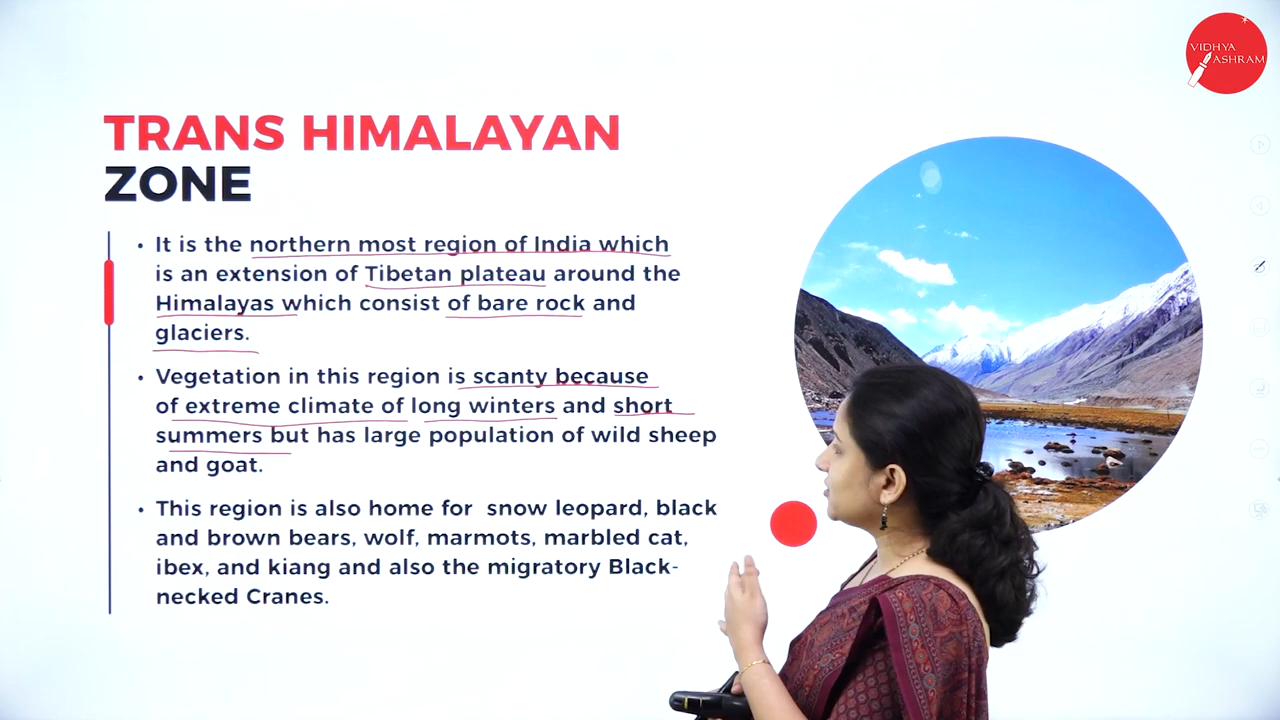 VIDHYA
ASHRAM
TRANS HIMALAYAN
ZONE
• It is the northern most region of India which
is an extension of Tibetan plateau around the
Himalayas which consist of bare rock and
glaciers.
• Vegetation in this region is scanty because
of extreme climate of long winters and short
summers but has large population of wild sheep
and goat.
• This region is also home for snow leopard, black
and brown bears, wolf, marmots, marbled cat,
ibex, and kiang and also the migratory Black-
necked Cranes.